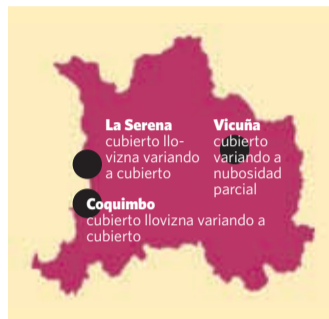 La Serena
cubierto llo-
vizna variando
a cubierto
Vicuña
cubierto
variando a
nubosidad
parcial
Coquimbo
cubierto llovizna variando a
cubierto